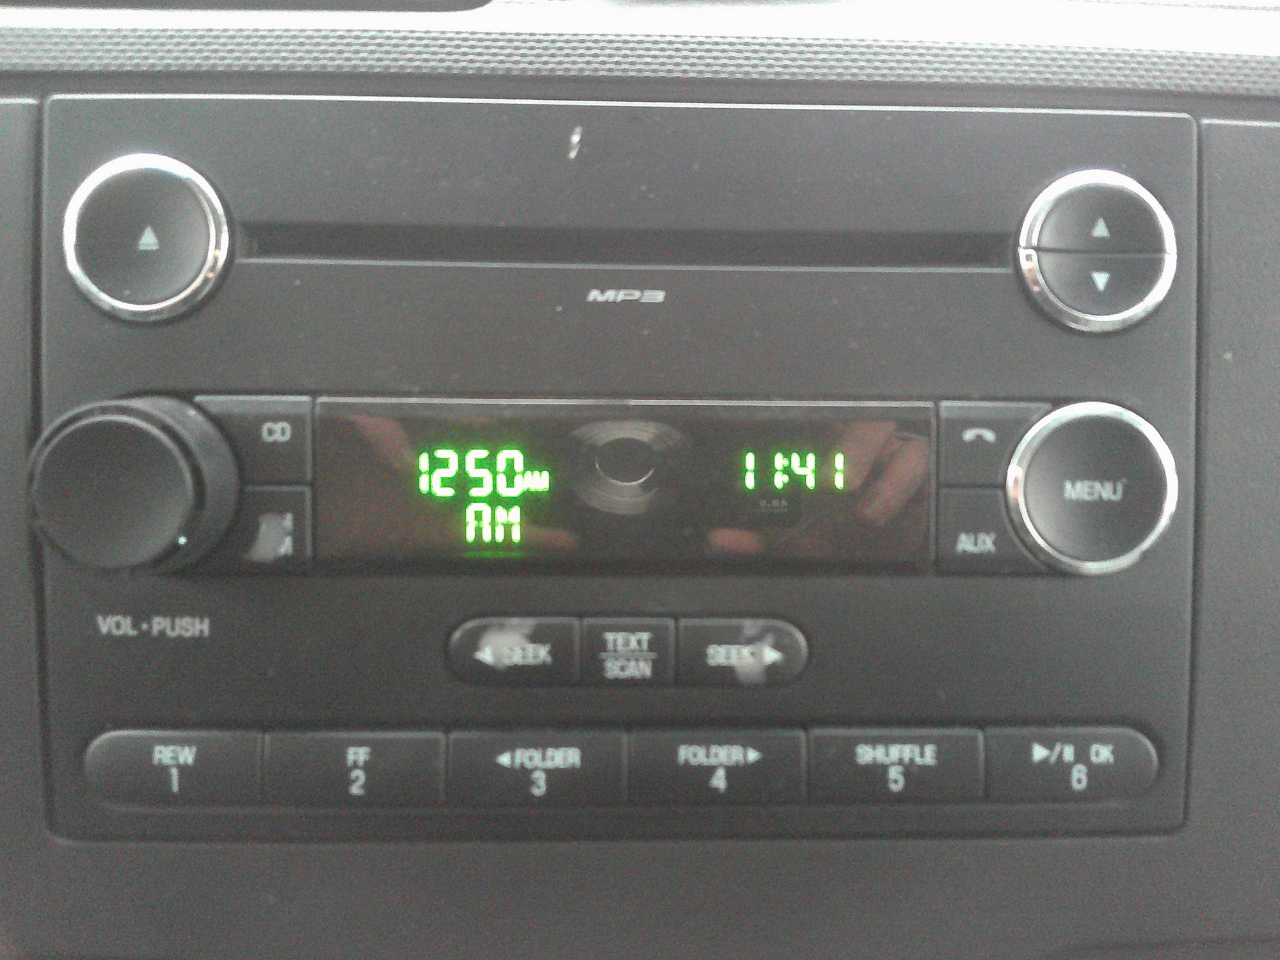 MP3
CD
1250AM
11:41
MENU
AM
AUX
VOL • PUSH
◀ SEEK
TEXT
SCAN
SEEK ▶
REW
1
FF
2
◀ FOLDER
3
FOLDER ▶
4
SHUFFLE
5
▶/II OK
6